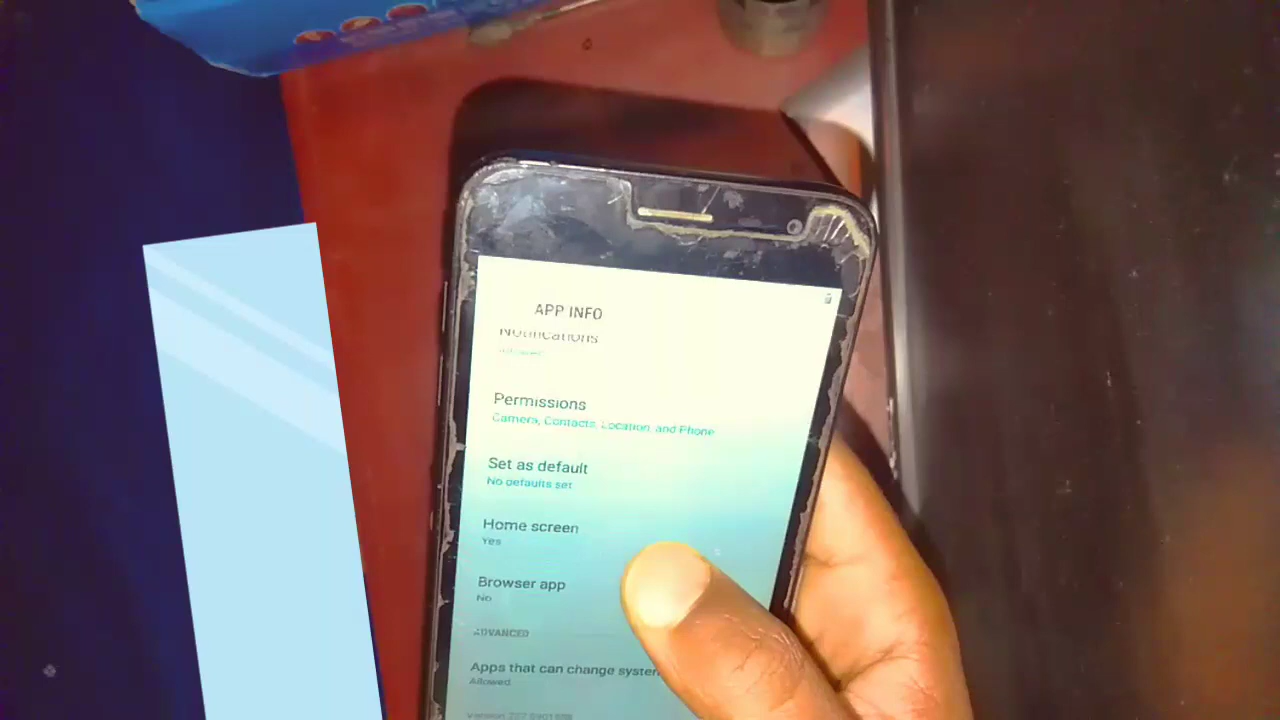 APP INFO
Notifications
Permissions
Camera, Contacts, Location, and Phone
Set as default
No defaults set
Home screen
Yes
Browser app
No
ADVANCED
Apps that can change system
Allowed